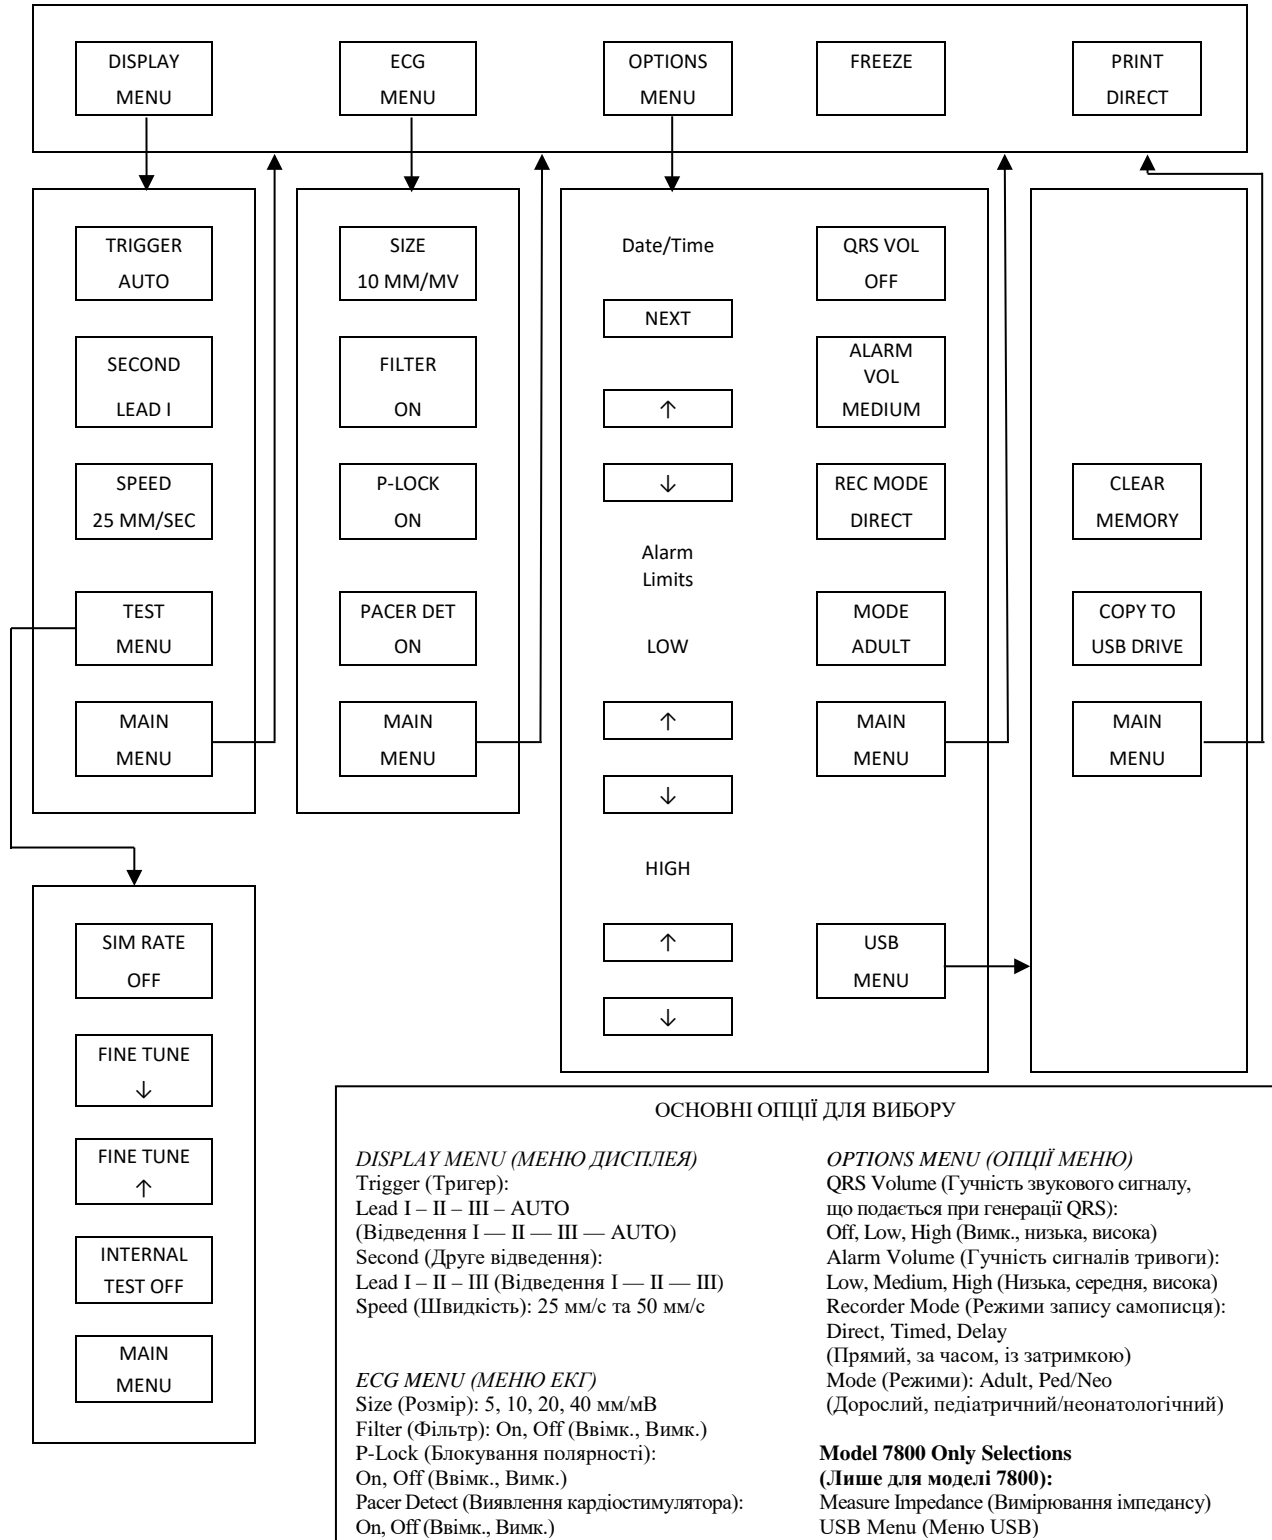 DISPLAY
MENU
ECG
MENU
OPTIONS
MENU
FREEZE
PRINT
DIRECT
TRIGGER
AUTO
SECOND
LEAD I
SPEED
25 MM/SEC
TEST
MENU
MAIN
MENU
SIZE
10 MM/MV
FILTER
ON
P-LOCK
ON
PACER DET
ON
MAIN
MENU
Date/Time
NEXT
↑
↓
Alarm
Limits
LOW
↑
↓
HIGH
↑
↓
QRS VOL
OFF
ALARM
VOL
MEDIUM
REC MODE
DIRECT
MODE
ADULT
MAIN
MENU
USB
MENU
CLEAR
MEMORY
COPY TO
USB DRIVE
MAIN
MENU
SIM RATE
OFF
FINE TUNE
↓
FINE TUNE
↑
INTERNAL
TEST OFF
MAIN
MENU
ОСНОВНІ ОПЦІЇ ДЛЯ ВИБОРУ
DISPLAY MENU (МЕНЮ ДИСПЛЕЯ)
Trigger (Тригер):
Lead I – II – III – AUTO
(Відведення I — II — III — AUTO)
Second (Друге відведення):
Lead I – II – III (Відведення I — II — III)
Speed (Швидкість): 25 мм/с та 50 мм/с
ECG MENU (МЕНЮ ЕКГ)
Size (Розмір): 5, 10, 20, 40 мм/мВ
Filter (Фільтр): On, Off (Ввімк., Вимк.)
P-Lock (Блокування полярності):
On, Off (Ввімк., Вимк.)
Pacer Detect (Виявлення кардіостимулятора):
On, Off (Ввімк., Вимк.)
OPTIONS MENU (ОПЦІЇ МЕНЮ)
QRS Volume (Гучність звукового сигналу,
що подається при генерації QRS):
Off, Low, High (Вимк., низька, висока)
Alarm Volume (Гучність сигналів тривоги):
Low, Medium, High (Низька, середня, висока)
Recorder Mode (Режими запису самописця):
Direct, Timed, Delay
(Прямий, за часом, із затримкою)
Mode (Режими): Adult, Ped/Neo
(Дорослий, педіатричний/неонатологічний)
Model 7800 Only Selections
(Лише для моделі 7800):
Measure Impedance (Вимірювання імпедансу)
USB Menu (Меню USB)